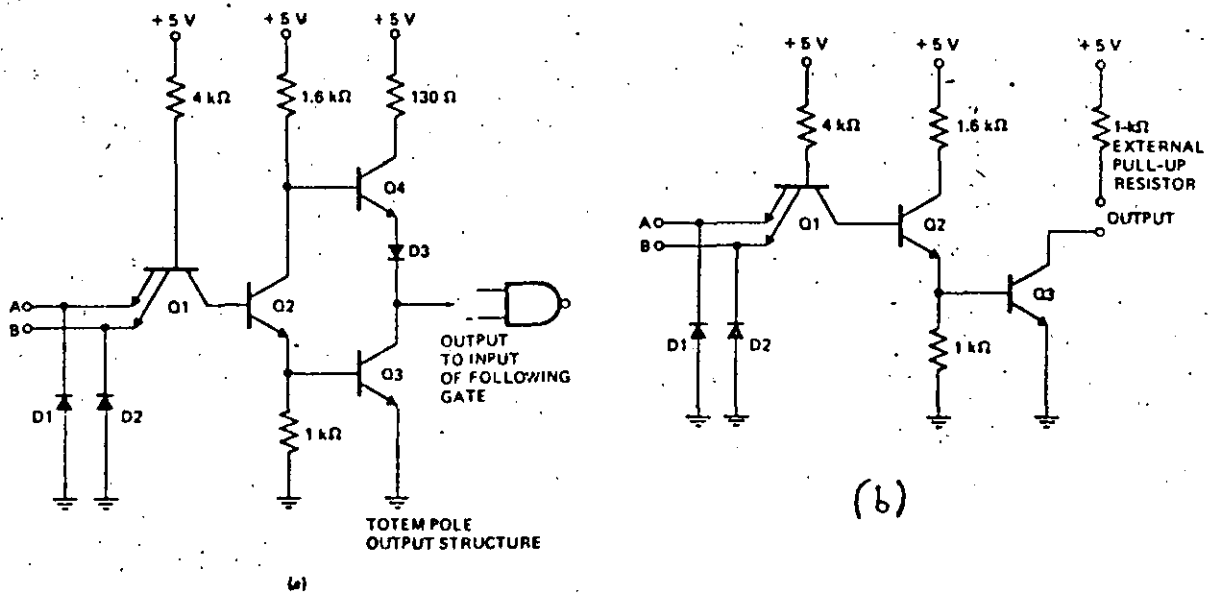 + 5 V
+ 5 V
+ 5 V
4 kΩ
1.6 kΩ
130 Ω
Q4
D3
A
B
Q1
Q2
Q3
D1
D2
1 kΩ
OUTPUT
TO INPUT
OF FOLLOWING
GATE
TOTEM POLE
OUTPUT STRUCTURE
(a)
+ 5 V
+ 5 V
+ 5 V
4 kΩ
1.6 kΩ
1-kΩ
EXTERNAL
PULL-UP
RESISTOR
OUTPUT
A
B
Q1
Q2
Q3
D1
D2
1 kΩ
(b)